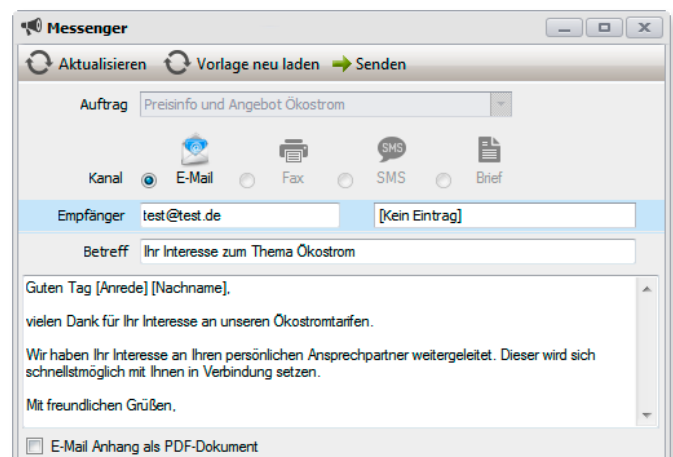 Messenger
Aktualisieren Vorlage neu laden Senden
Auftrag Preisinfo und Angebot Ökostrom
SMS
Kanal E-Mail Fax SMS Brief
Empfänger test@test.de [Kein Eintrag]
Betreff Ihr Interesse zum Thema Ökostrom
Guten Tag [Anrede] [Nachname],
vielen Dank für Ihr Interesse an unseren Ökostromtarifen.
Wir haben Ihr Interesse an Ihren persönlichen Ansprechpartner weitergeleitet. Dieser wird sich
schnellstmöglich mit Ihnen in Verbindung setzen.
Mit freundlichen Grüßen,
E-Mail Anhang als PDF-Dokument